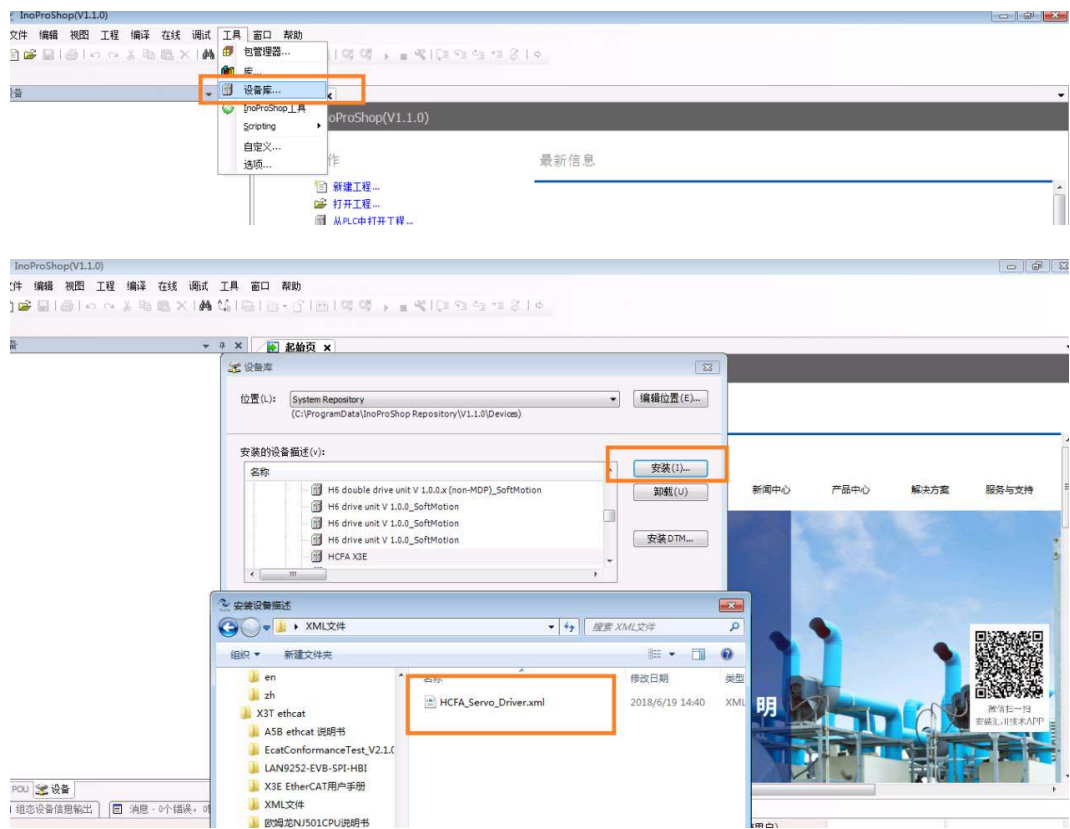 InoProShop(V1.1.0)
文件 编辑 视图 工程 编译 在线 调试 工具 窗口 帮助
包管理器...
库...
设备库...
InoProShop工具
Scripting
自定义...
选项...
oProShop(V1.1.0)
作
最新信息
新建工程...
打开工程...
从PLC中打开工程...
InoProShop(V1.1.0)
件 编辑 视图 工程 编译 在线 调试 工具 窗口 帮助
起始页
设备库
位置(L):
System Repository
编辑位置(E)...
(C:\ProgramData\InoProShop Repository\V1.1.0\Devices)
安装的设备描述(v):
名称
安装(I)...
H6 double drive unit V 1.0.0.x (non-MDP)_SoftMotion
卸载(U)
H6 drive unit V 1.0.0_SoftMotion
H6 drive unit V 1.0.0_SoftMotion
H6 drive unit V 1.0.0_SoftMotion
安装DTM...
HCFA X3E
新闻中心 产品中心 解决方案 服务与支持
安装设备描述
XML文件
搜索 XML文件
组织 新建文件夹
名称 修改日期 类型
en
zh
HCFA_Servo_Driver.xml 2018/6/19 14:40 XML
X3T ethcat
A5B ethcat 说明书
EcatConformanceTest_V2.1.0
LAN9252-EVB-SPI-HBI
X3E EtherCAT用户手册
XML文件
欧姆龙NJ501CPU说明书
明
微信扫一扫
安装汇川技术APP
POU 设备
组态设备信息输出 消息 - 0个错误，